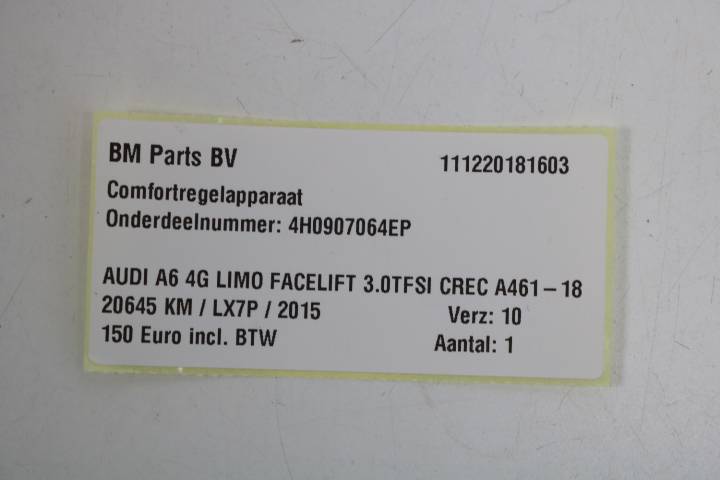 BM Parts BV 111220181603
Comfortregelapparaat
Onderdeelnummer: 4H0907064EP
AUDI A6 4G LIMO FACELIFT 3.0TFSI CREC A461-18
20645 KM / LX7P / 2015 Verz: 10
150 Euro incl. BTW Aantal: 1